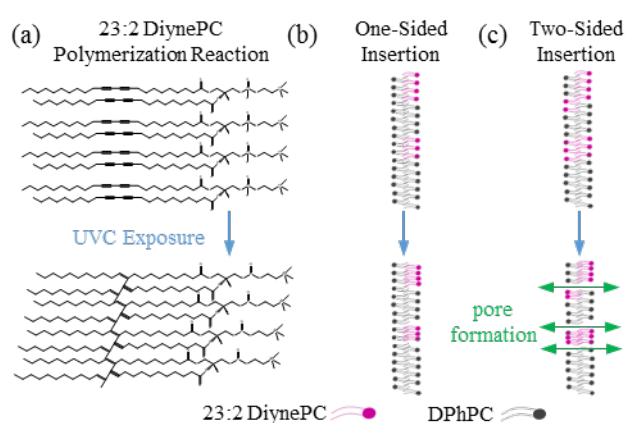 (a) 23:2 DiynePC
Polymerization Reaction
(b) One-Sided
Insertion
(c) Two-Sided
Insertion
UVC Exposure
pore
formation
23:2 DiynePC
DPhPC